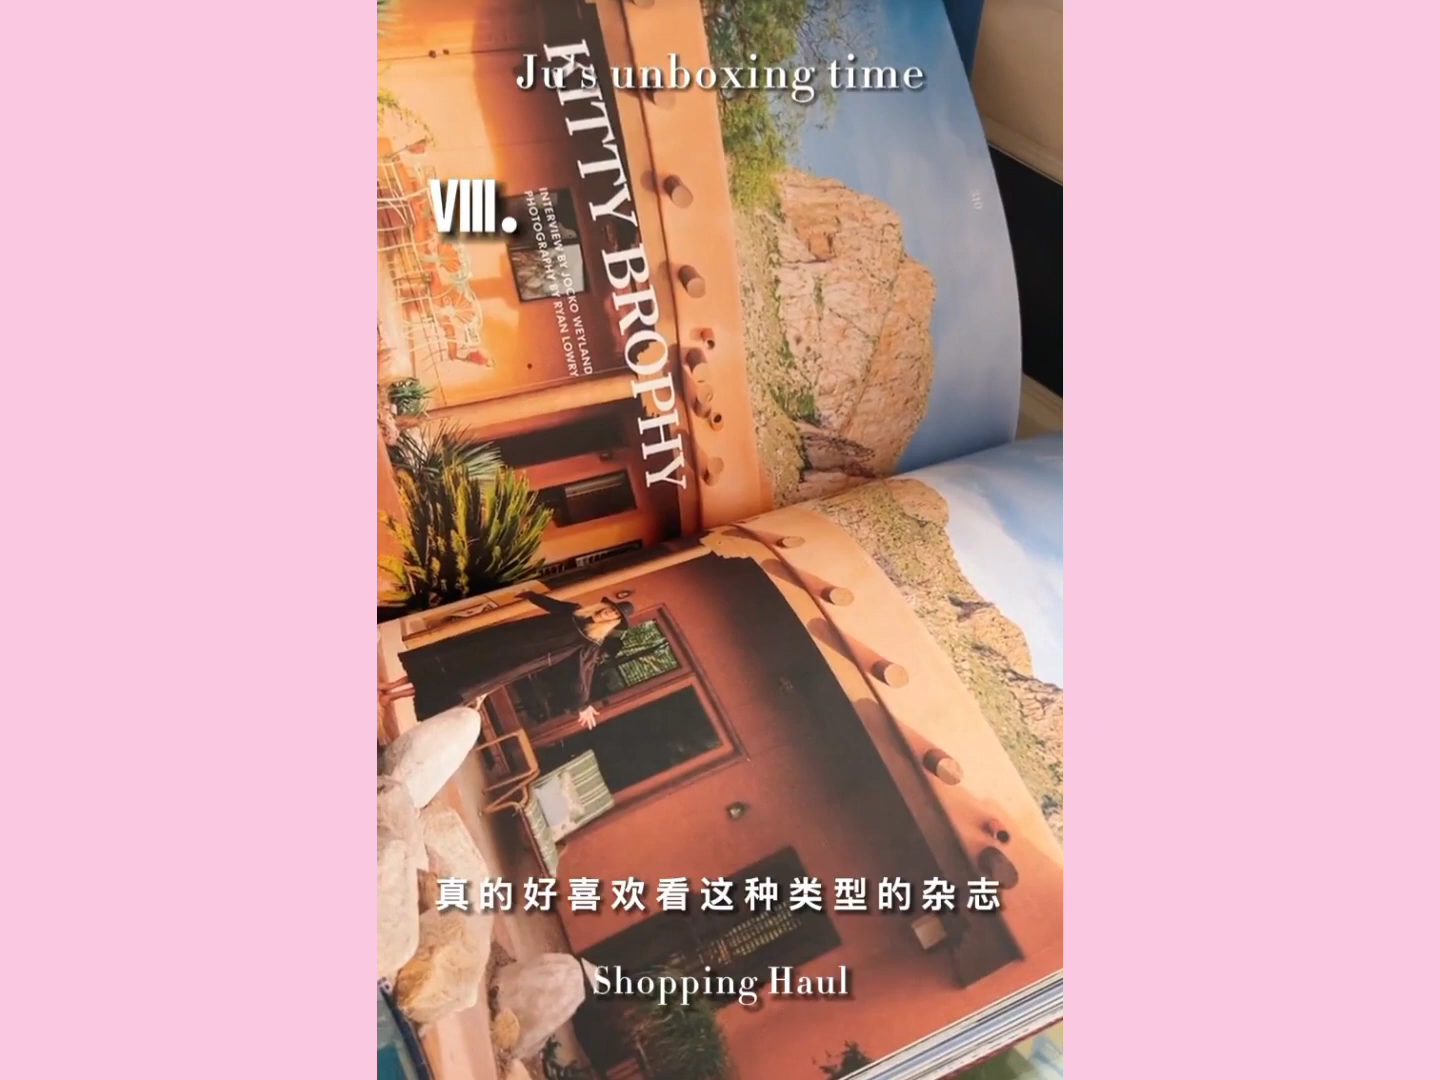 Ju's unboxing time
VIII.
KITTY BROPHY
INTERVIEW BY JOCKO WEYLAND
PHOTOGRAPHY BY RYAN LOWRY
310
真的好喜欢看这种类型的杂志
Shopping Haul